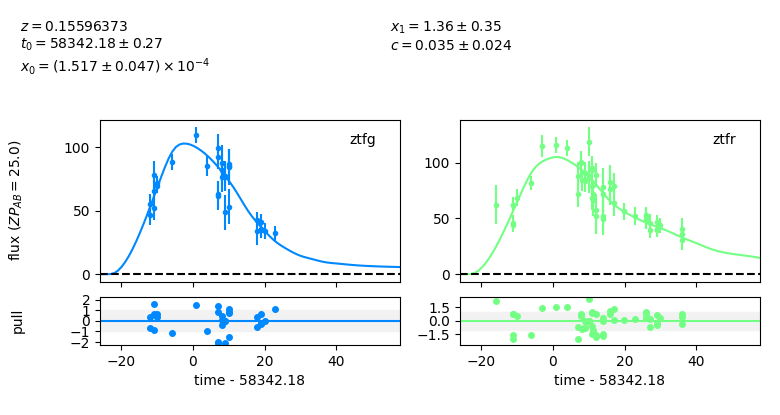 z = 0.15596373
t₀ = 58342.18 ± 0.27
x₀ = (1.517 ± 0.047) × 10⁻⁴
x₁ = 1.36 ± 0.35
c = 0.035 ± 0.024
flux (ZP_AB = 25.0)
ztfg
100
50
0
ztfr
100
50
0
pull
2
1
0
−1
−2
−20 0 20 40
time - 58342.18
1.5
0.0
−1.5
−20 0 20 40
time - 58342.18